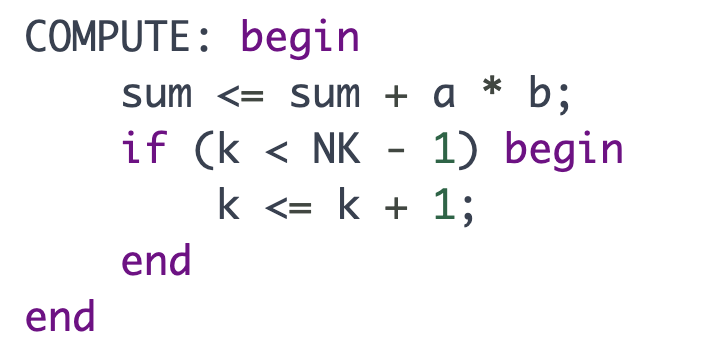 COMPUTE: begin
    sum <= sum + a * b;
    if (k < NK - 1) begin
        k <= k + 1;
    end
end